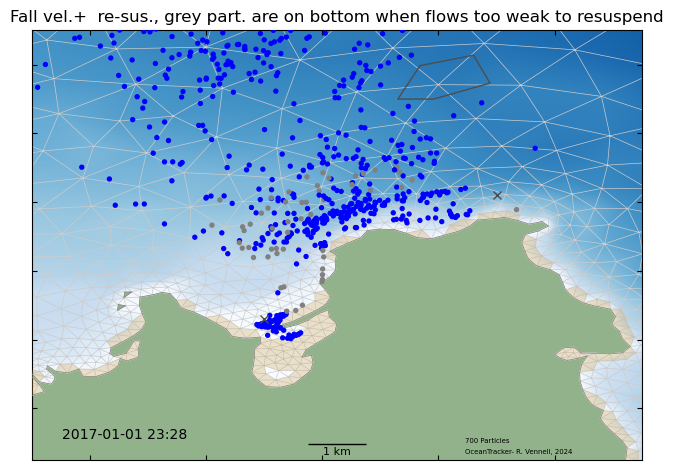 Fall vel.+  re-sus., grey part. are on bottom when flows too weak to resuspend
2017-01-01 23:28
1 km
700 Particles
OceanTracker- R. Vennell, 2024